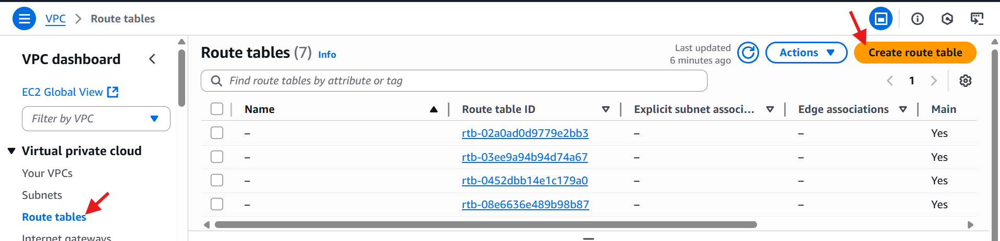 VPC > Route tables
VPC dashboard
EC2 Global View
Filter by VPC
Virtual private cloud
Your VPCs
Subnets
Route tables
Internet gateways
Route tables (7) Info
Last updated
6 minutes ago
Actions
Create route table
Find route tables by attribute or tag
1
Name Route table ID Explicit subnet associ... Edge associations Main
– rtb-02a0ad0d9779e2bb3 – – Yes
– rtb-03ee9a94b94d74a67 – – Yes
– rtb-0452dbb14e1c179a0 – – Yes
– rtb-08e6636e489b98b87 – – Yes